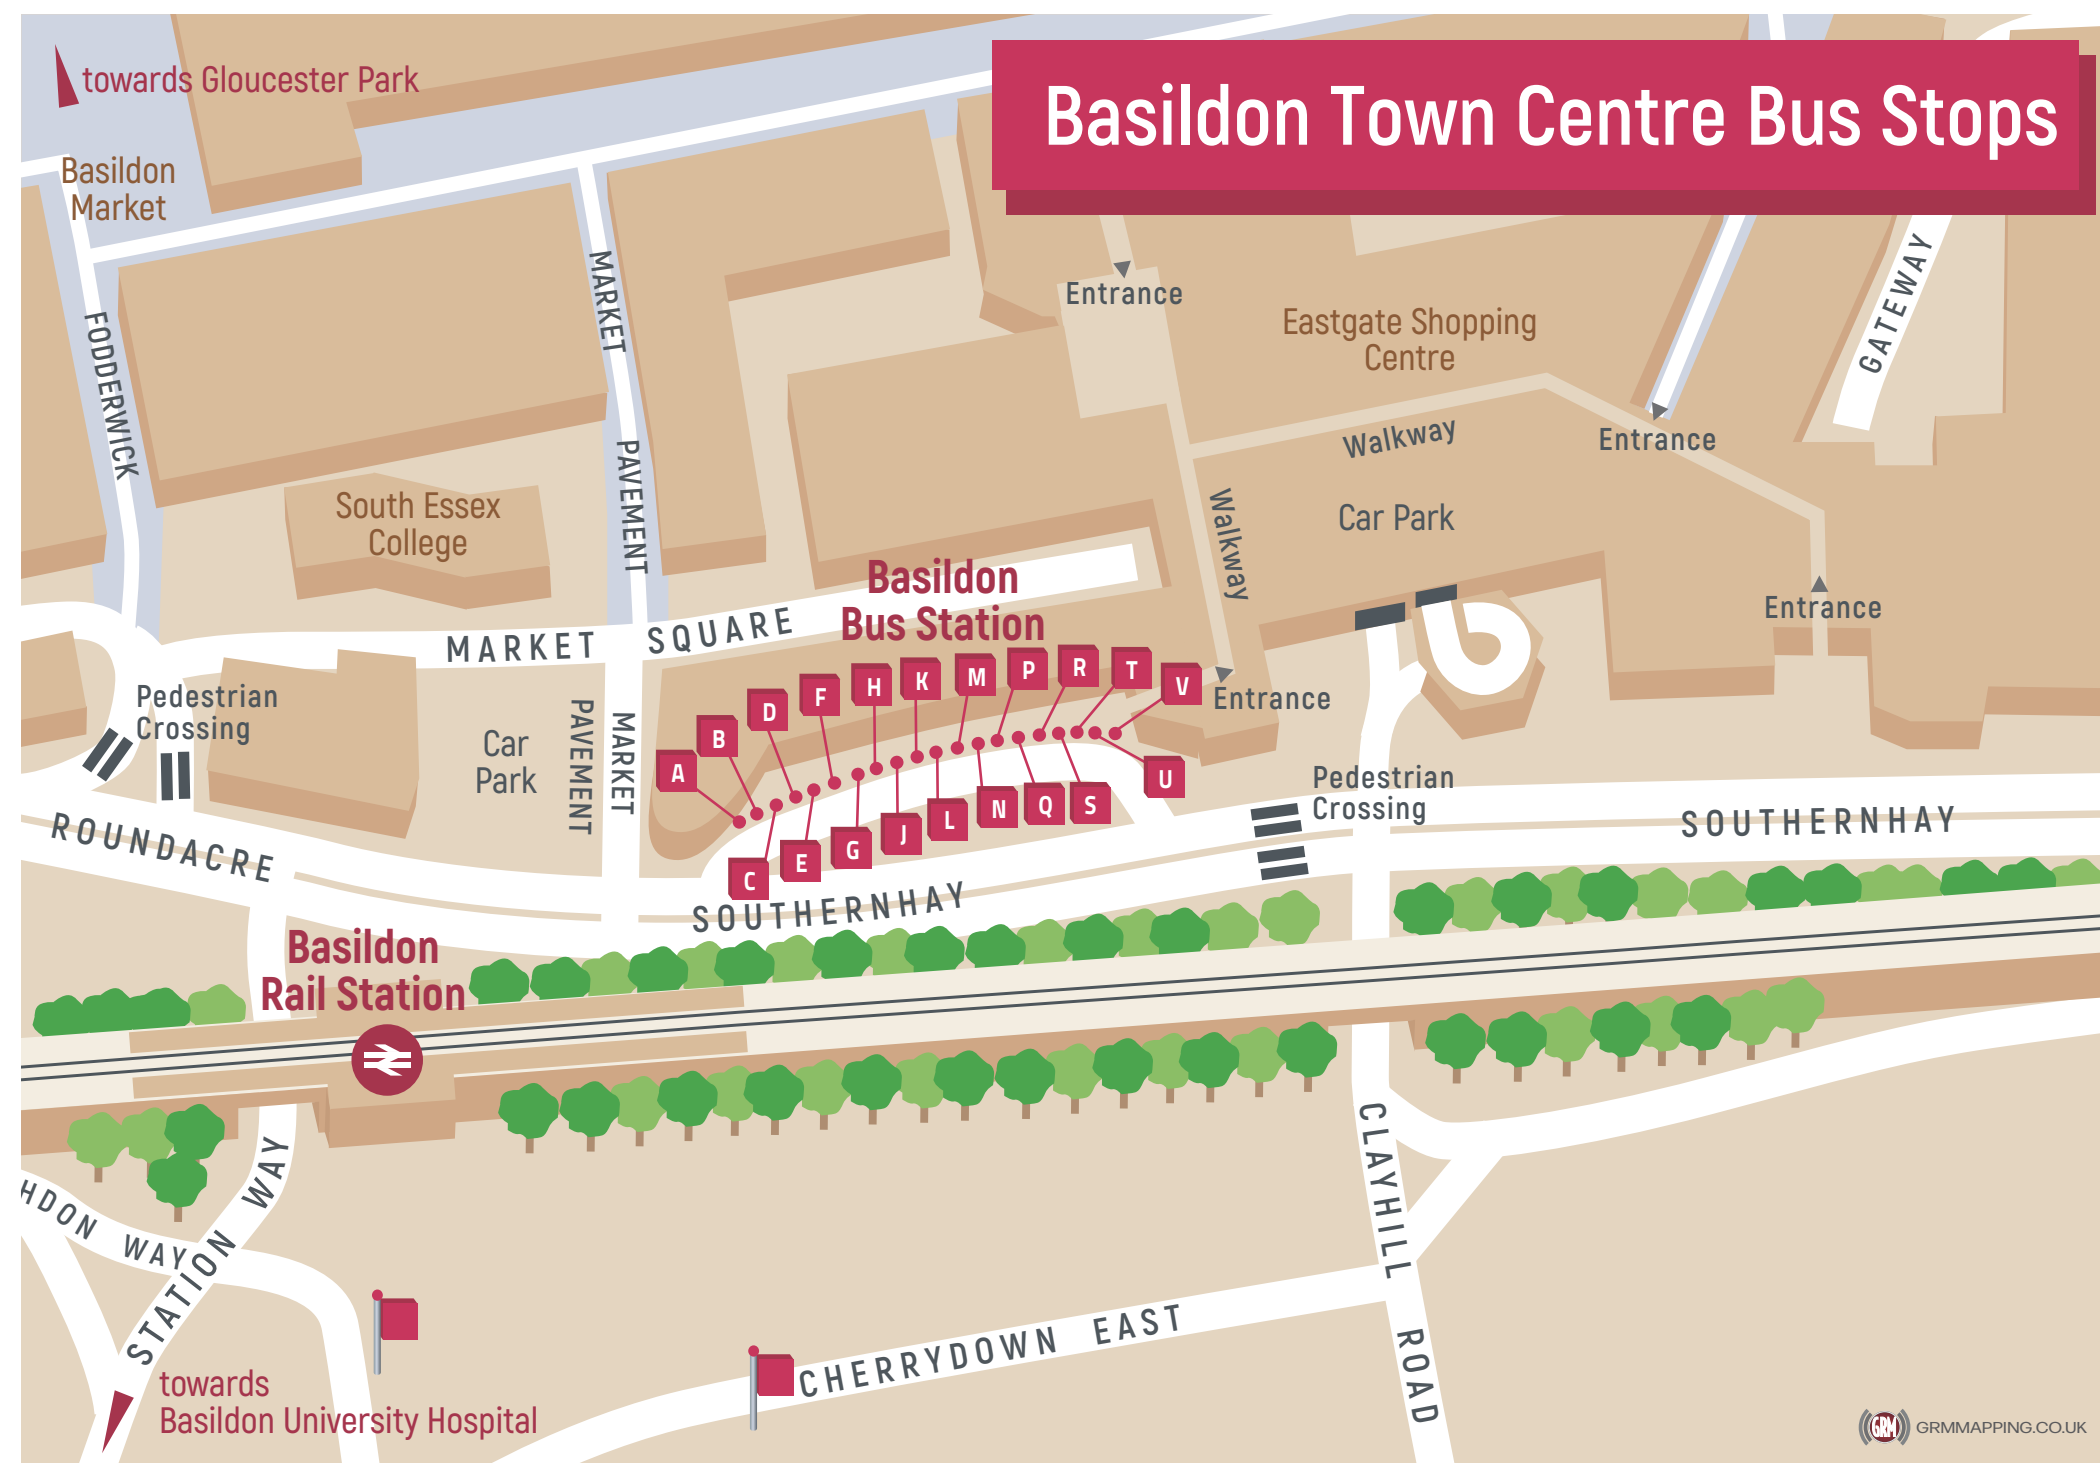 Basildon Town Centre Bus Stops
towards Gloucester Park
Basildon
Market
FODDERWICK
MARKET
PAVEMENT
Entrance
Eastgate Shopping
Centre
GATEWAY
Walkway
Entrance
Car Park
Walkway
South Essex
College
Basildon
Bus Station
Entrance
MARKET SQUARE
Entrance
Pedestrian
Crossing
Car
Park
PAVEMENT
MARKET
A
B
D
F
H
K
M
P
R
T
V
C
E
G
J
L
N
Q
S
U
Pedestrian
Crossing
SOUTHERNHAY
ROUNDACRE
SOUTHERNHAY
Basildon
Rail Station
HDON WAY
STATION WAY
CLAYHILL ROAD
CHERRYDOWN EAST
towards
Basildon University Hospital
GRM
GRMMAPPING.CO.UK